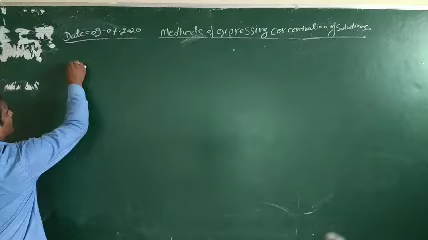 Date = 09-07-2020 Methods of expressing concentration of Solutions